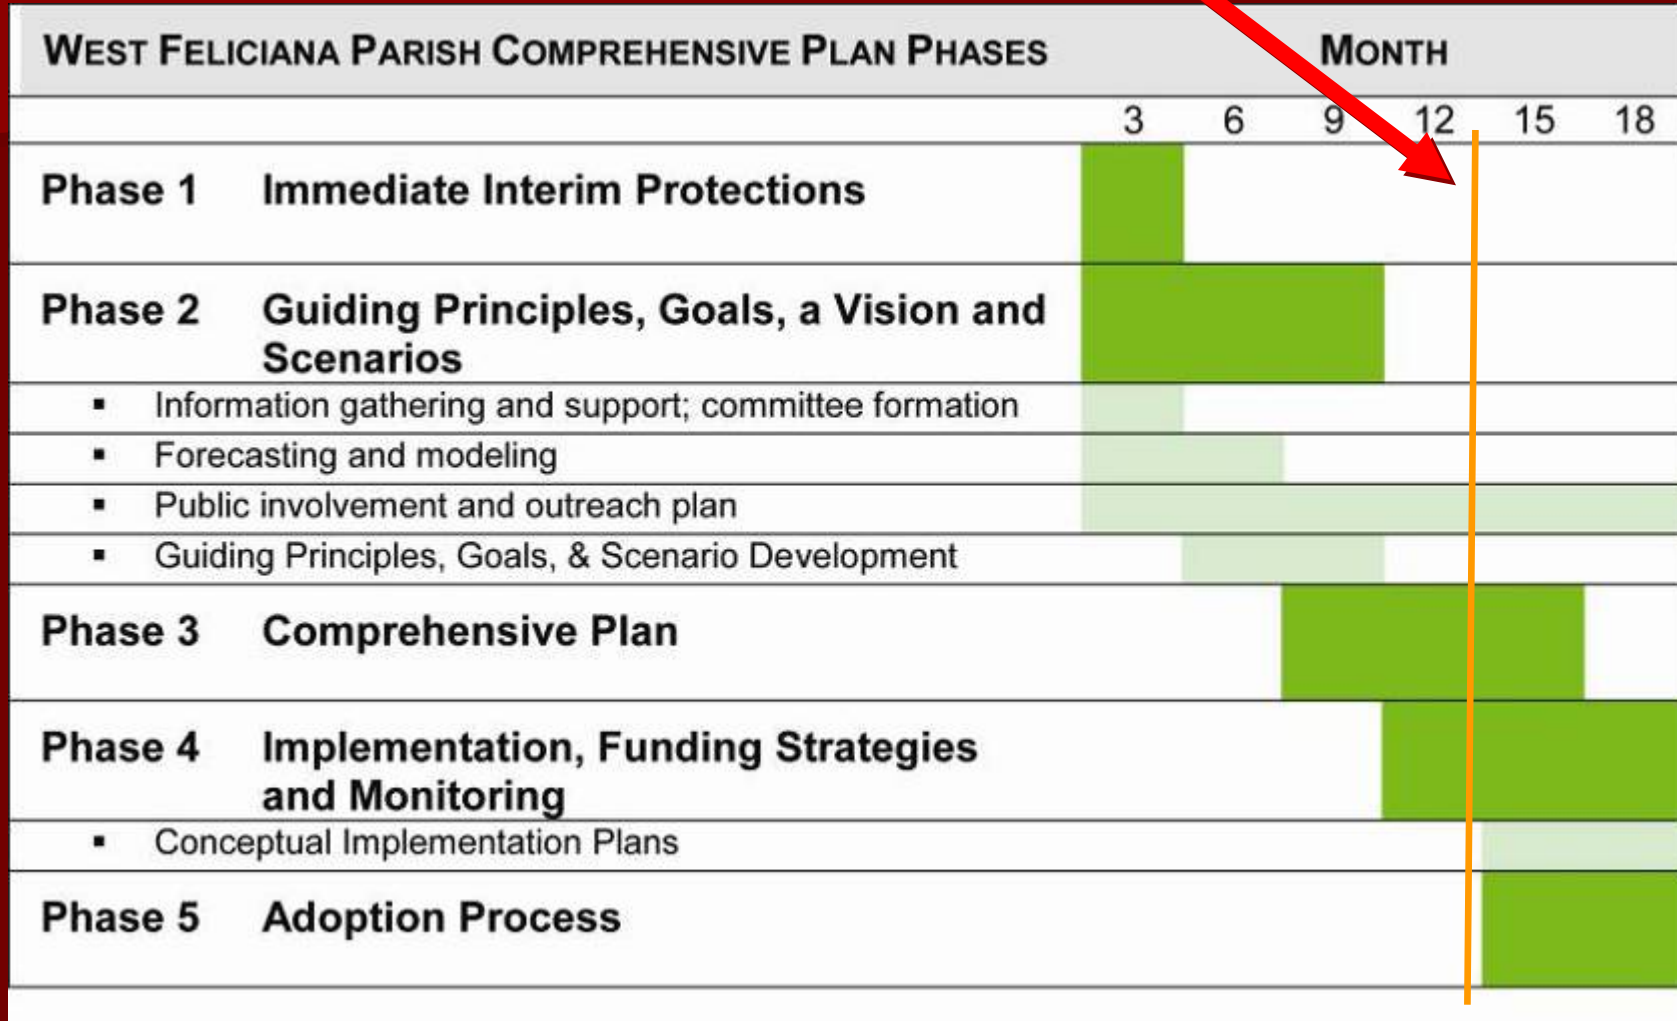 WEST FELICIANA PARISH COMPREHENSIVE PLAN PHASES MONTH
3 6 9 12 15 18
Phase 1 Immediate Interim Protections
Phase 2 Guiding Principles, Goals, a Vision and
Scenarios
▪ Information gathering and support; committee formation
▪ Forecasting and modeling
▪ Public involvement and outreach plan
▪ Guiding Principles, Goals, & Scenario Development
Phase 3 Comprehensive Plan
Phase 4 Implementation, Funding Strategies
and Monitoring
▪ Conceptual Implementation Plans
Phase 5 Adoption Process